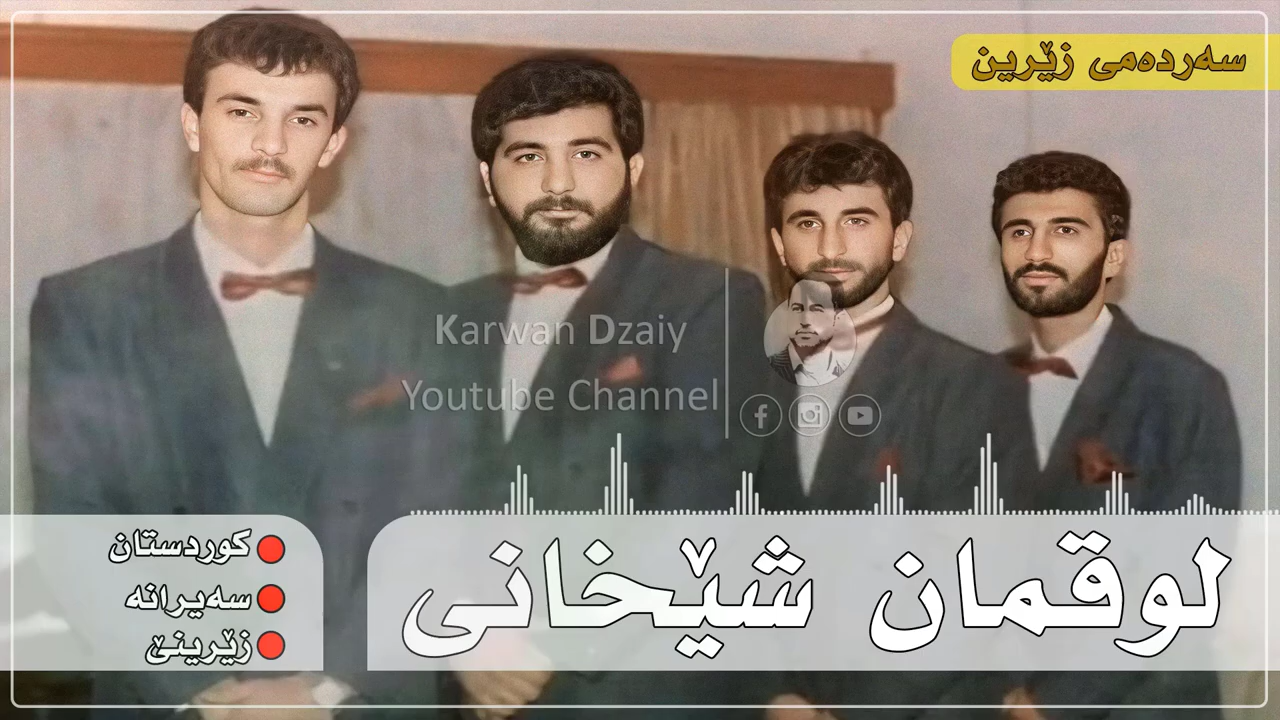 سەردەمی زێرین
Karwan Dzaiy
Youtube Channel
لوقمان شێخانی
کوردستان
سەیرانە
زێرینێ